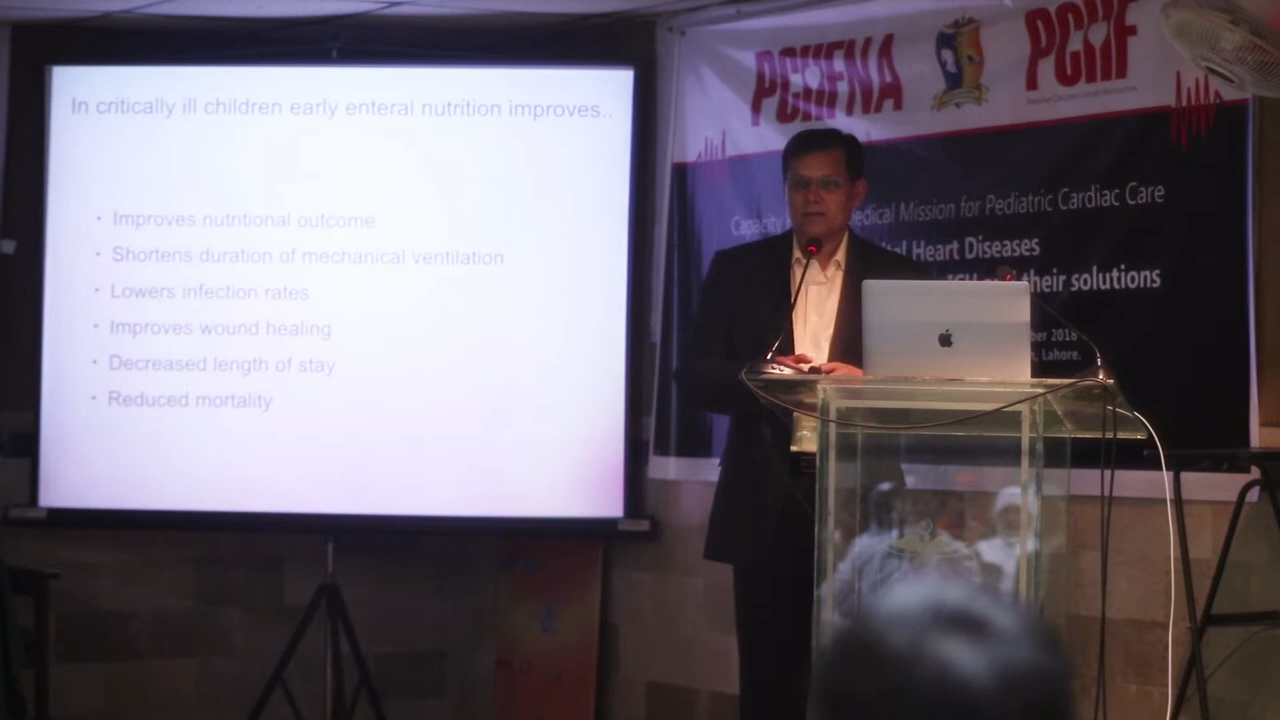 In critically ill children early enteral nutrition improves..
• Improves nutritional outcome
• Shortens duration of mechanical ventilation
• Lowers infection rates
• Improves wound healing
• Decreased length of stay
• Reduced mortality
PCHFNA
PCHF
Capacity Medical Mission for Pediatric Cardiac Care
Heart Diseases
their solutions
2018
Lahore.